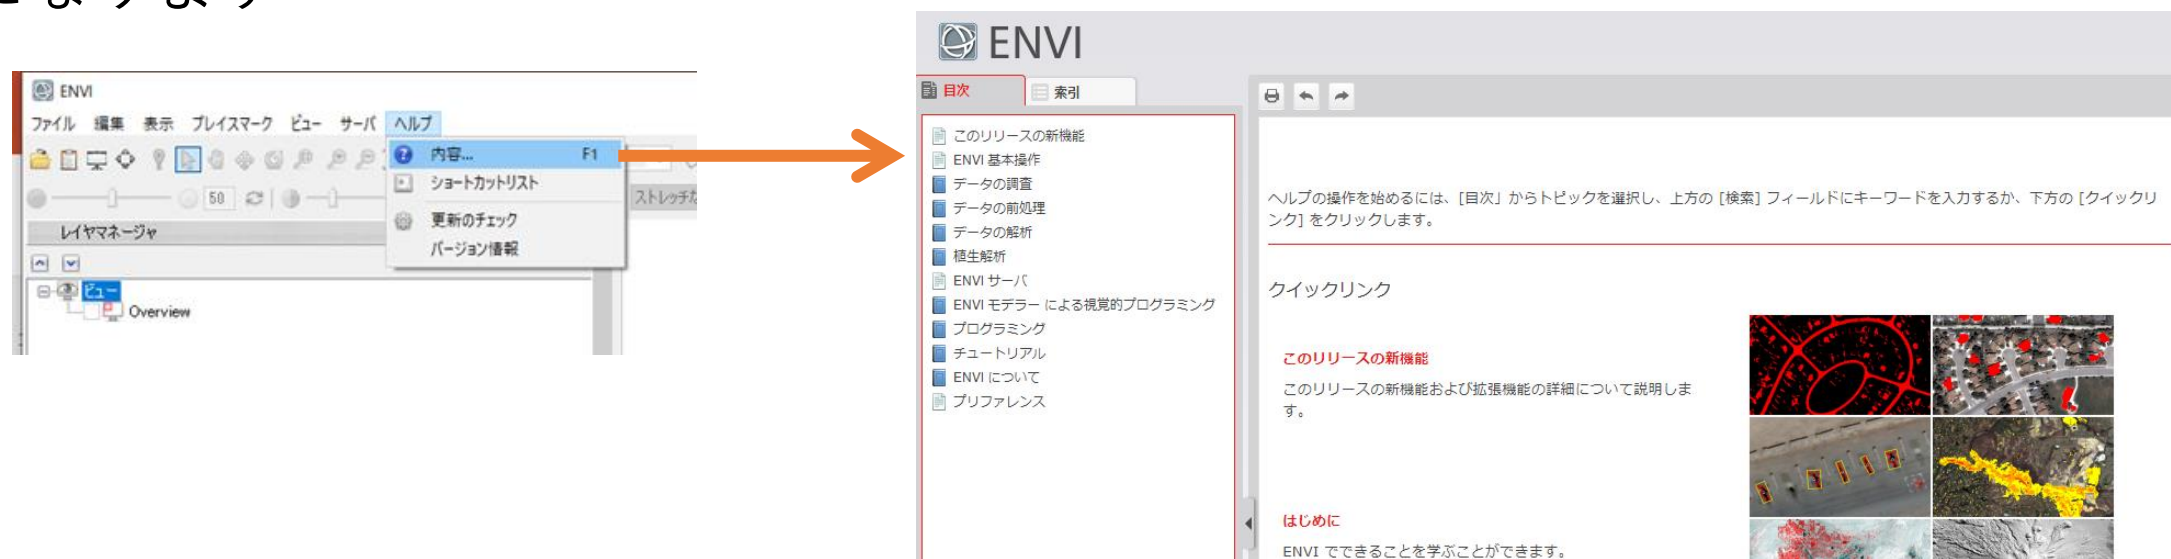 ENVI
ファイル 編集 表示 プレイスマーク ビュー サーバ ヘルプ
内容... F1
ショートカットリスト
更新のチェック
バージョン情報
50
ストレッチな
レイヤマネージャ
ビュー
Overview
ENVI
目次 索引
このリリースの新機能
ENVI 基本操作
データの調査
データの前処理
データの解析
植生解析
ENVI サーバ
ENVI モデラー による視覚的プログラミング
プログラミング
チュートリアル
ENVI について
プリファレンス
ヘルプの操作を始めるには、[目次」からトピックを選択し、上方の [検索] フィールドにキーワードを入力するか、下方の [クイックリ
ンク] をクリックします。
クイックリンク
このリリースの新機能
このリリースの新機能および拡張機能の詳細について説明しま
す。
はじめに
ENVI でできることを学ぶことができます。